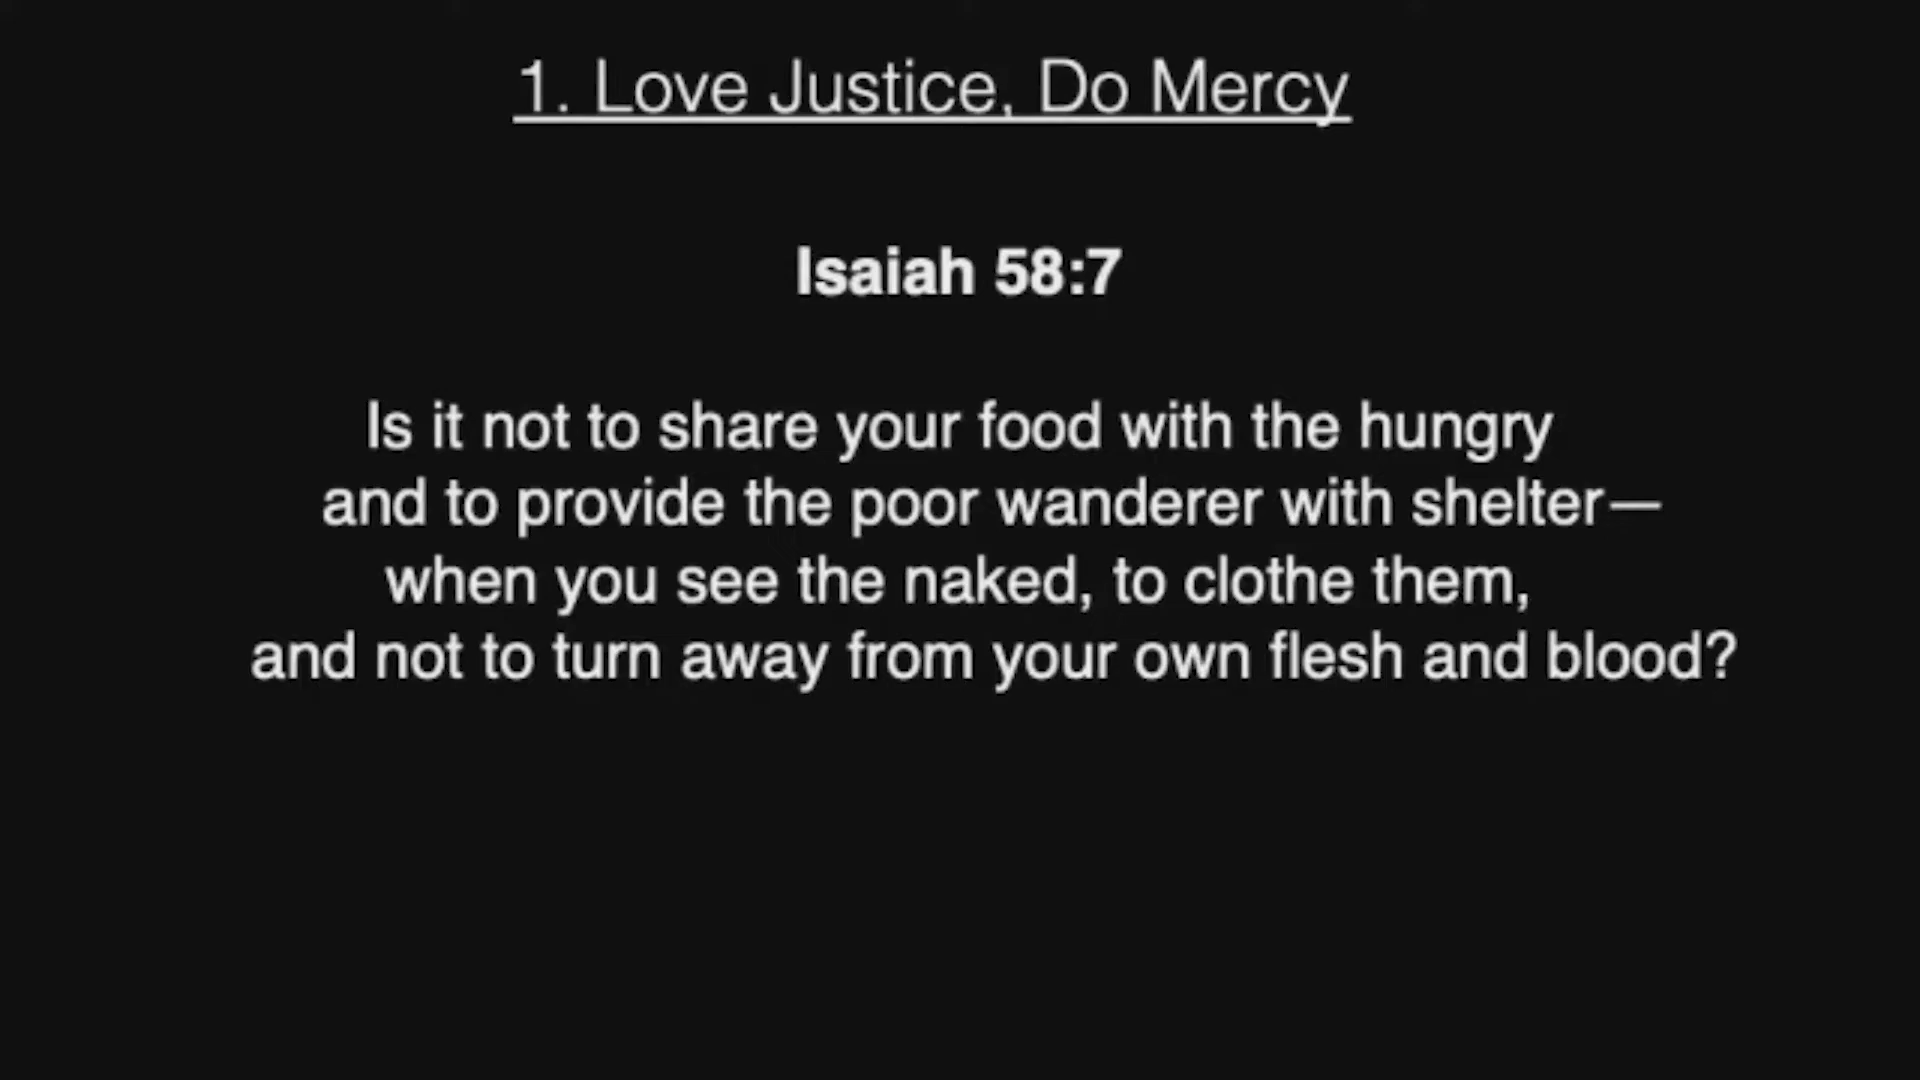 1. Love Justice, Do Mercy
Isaiah 58:7
Is it not to share your food with the hungry
and to provide the poor wanderer with shelter—
when you see the naked, to clothe them,
and not to turn away from your own flesh and blood?